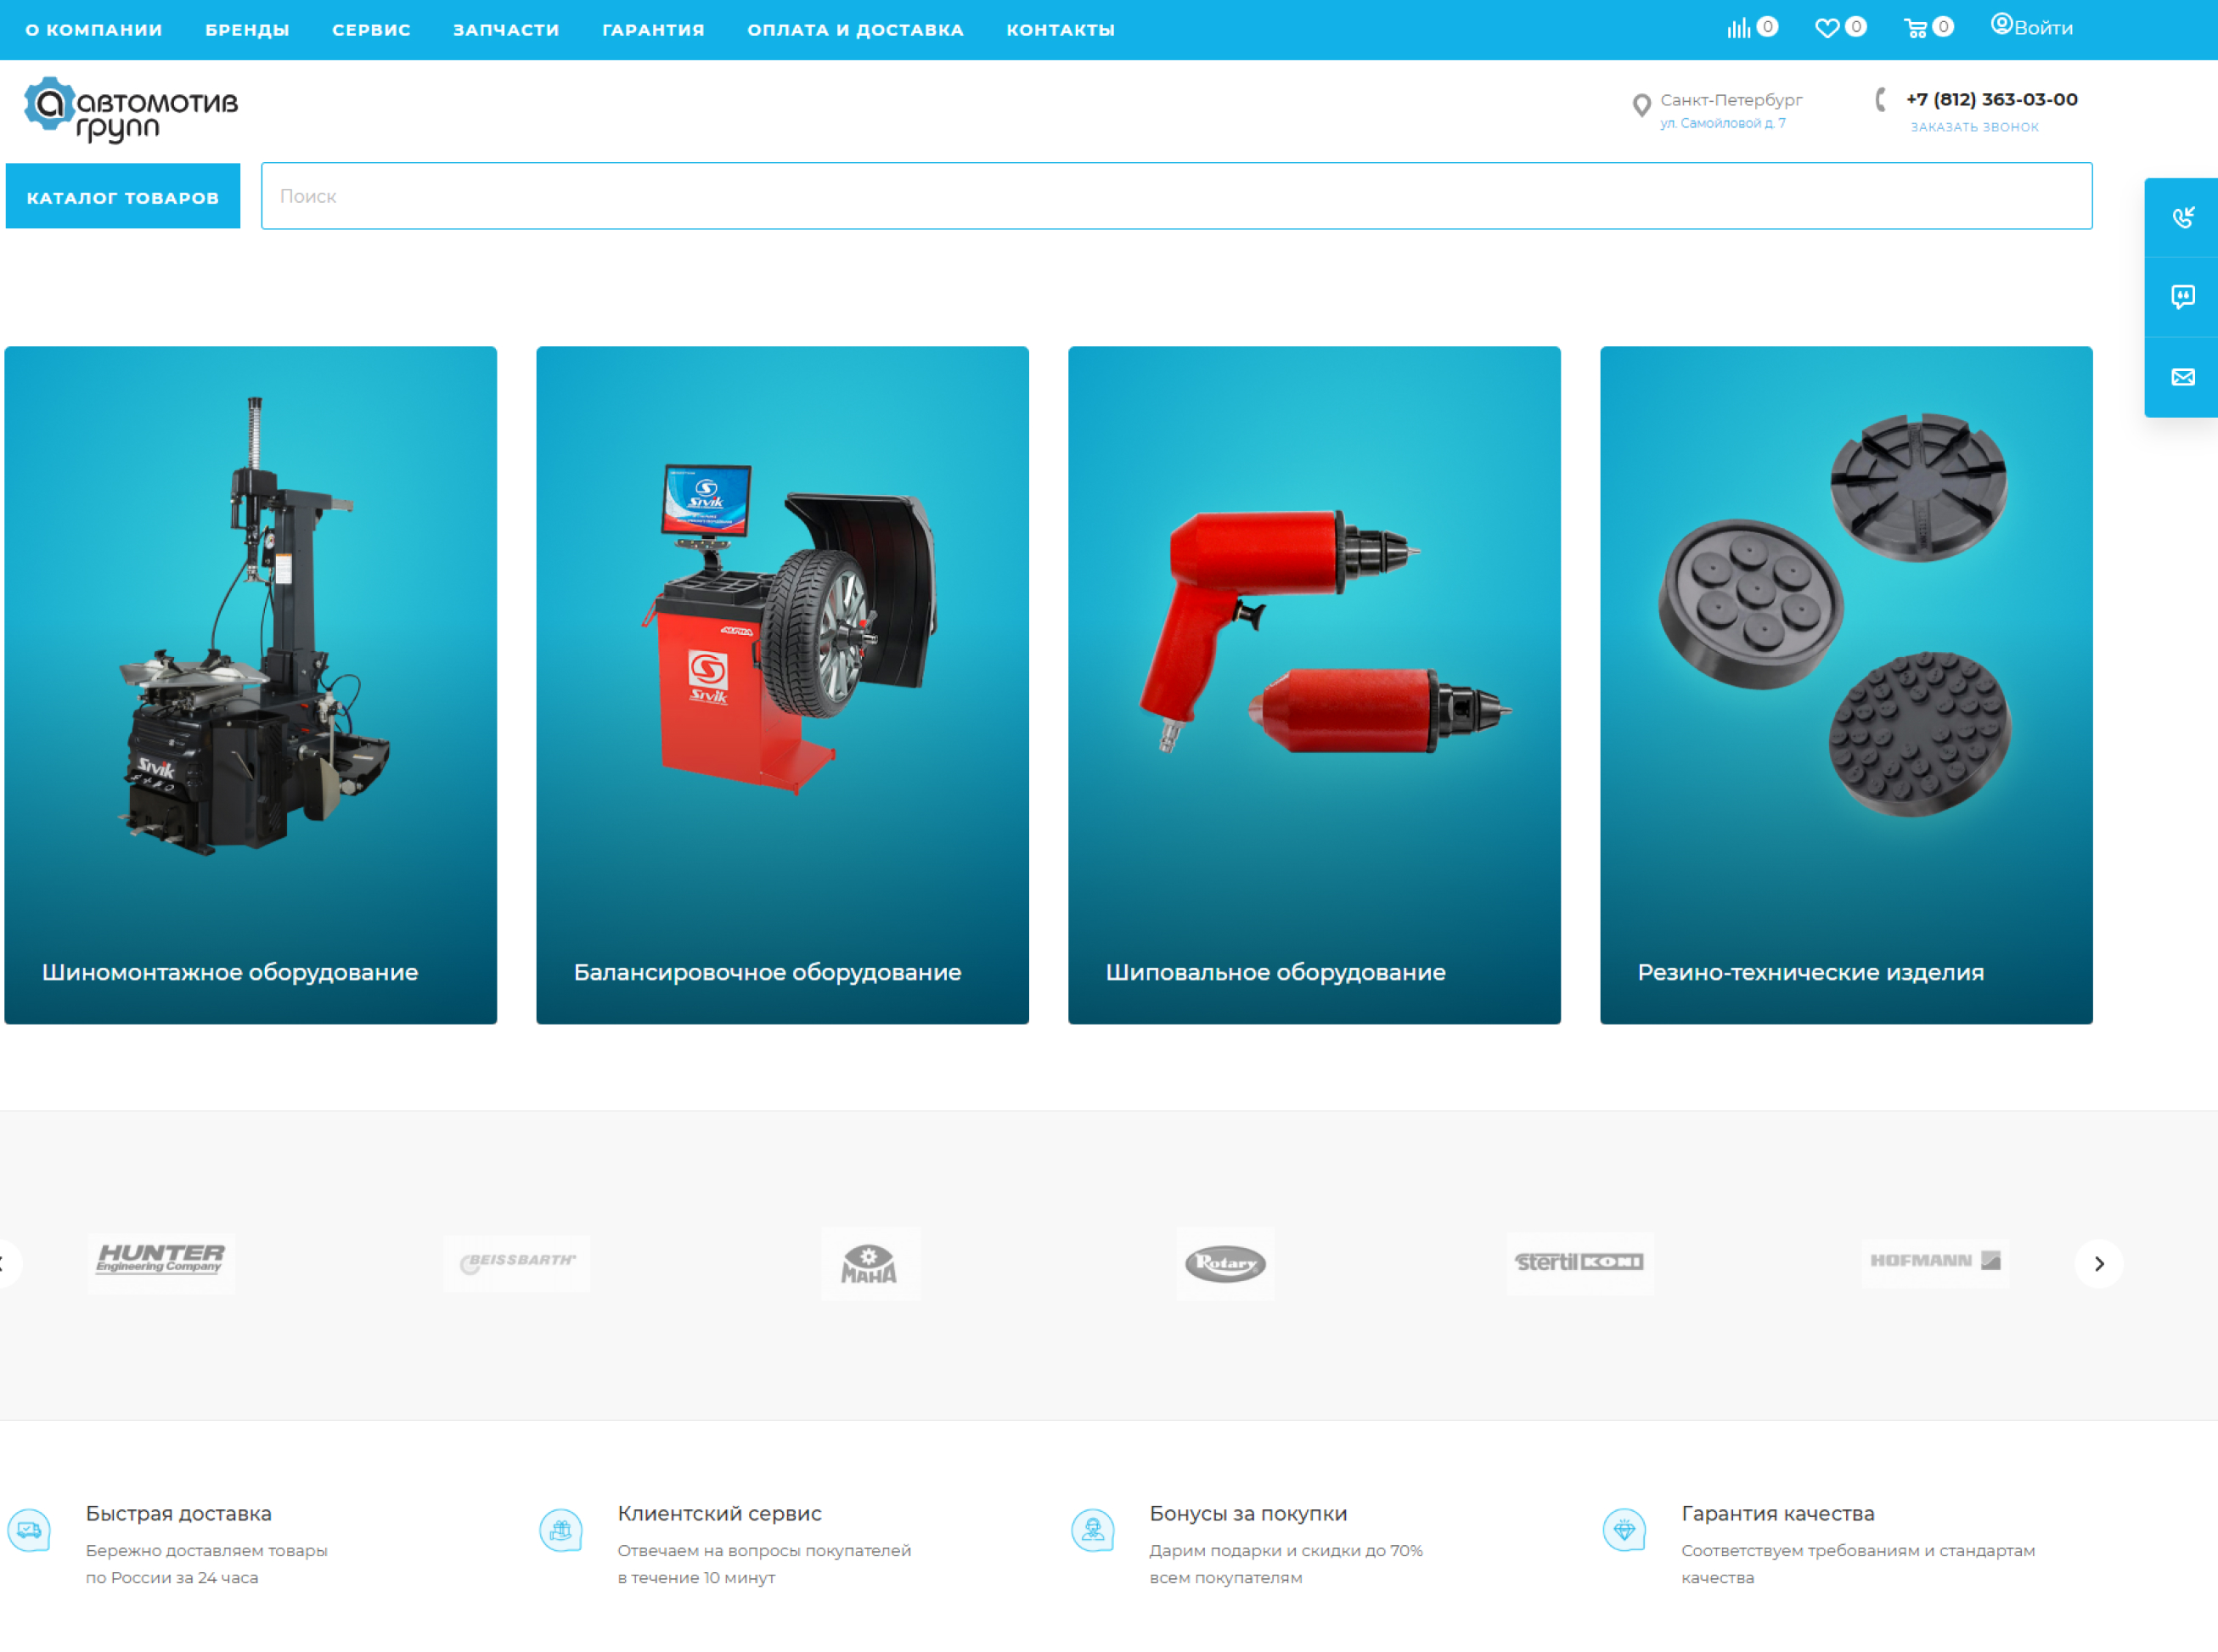 О КОМПАНИИ БРЕНДЫ СЕРВИС ЗАПЧАСТИ ГАРАНТИЯ ОПЛАТА И ДОСТАВКА КОНТАКТЫ 0 0 0 Войти
автомотив
групп
Санкт-Петербург
ул. Самойловой д. 7
+7 (812) 363-03-00
ЗАКАЗАТЬ ЗВОНОК
КАТАЛОГ ТОВАРОВ
Поиск
Sivik
Шиномонтажное оборудование
Sivik
ALPHA
Sivik
Балансировочное оборудование
Шиповальное оборудование
Резино-технические изделия
HUNTER
Engineering Company
BEISSBARTH
MAHA
Rotary
stertil KONI
HOFMANN
Быстрая доставка
Бережно доставляем товары
по России за 24 часа
Клиентский сервис
Отвечаем на вопросы покупателей
в течение 10 минут
Бонусы за покупки
Дарим подарки и скидки до 70%
всем покупателям
Гарантия качества
Соответствуем требованиям и стандартам
качества